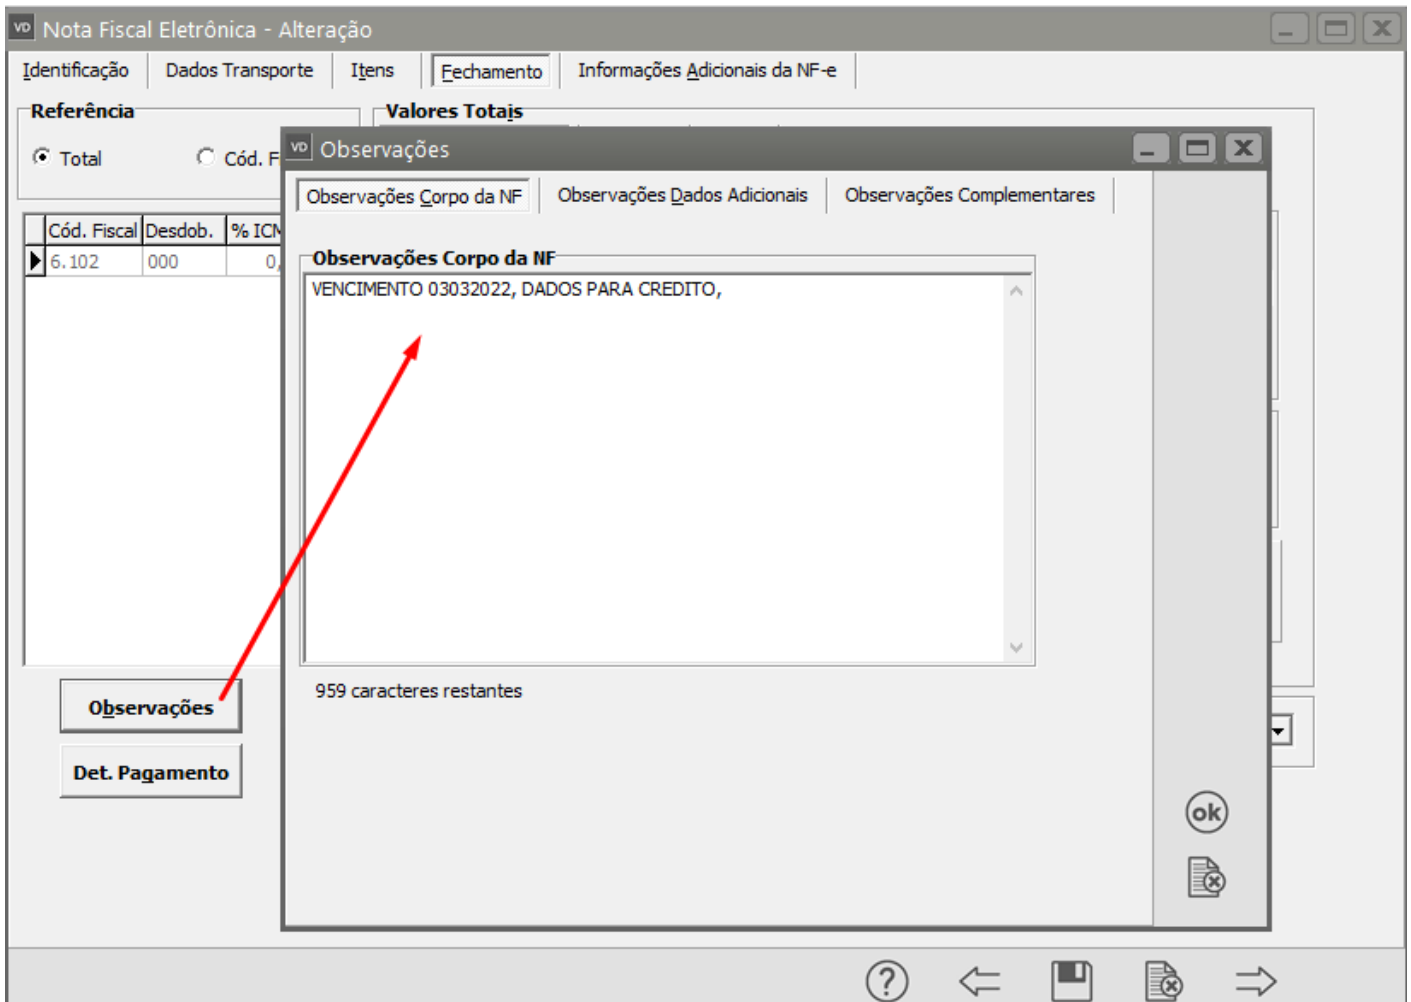 VD Nota Fiscal Eletrônica - Alteração
Identificação Dados Transporte Itens Fechamento Informações Adicionais da NF-e
Referência Valores Totais
Total Cód. F
VD Observações
Observações Corpo da NF Observações Dados Adicionais Observações Complementares
Cód. Fiscal Desdob. % ICM
6.102 000 0,
Observações Corpo da NF
VENCIMENTO 03032022, DADOS PARA CREDITO,
959 caracteres restantes
Observações
Det. Pagamento
ok
?